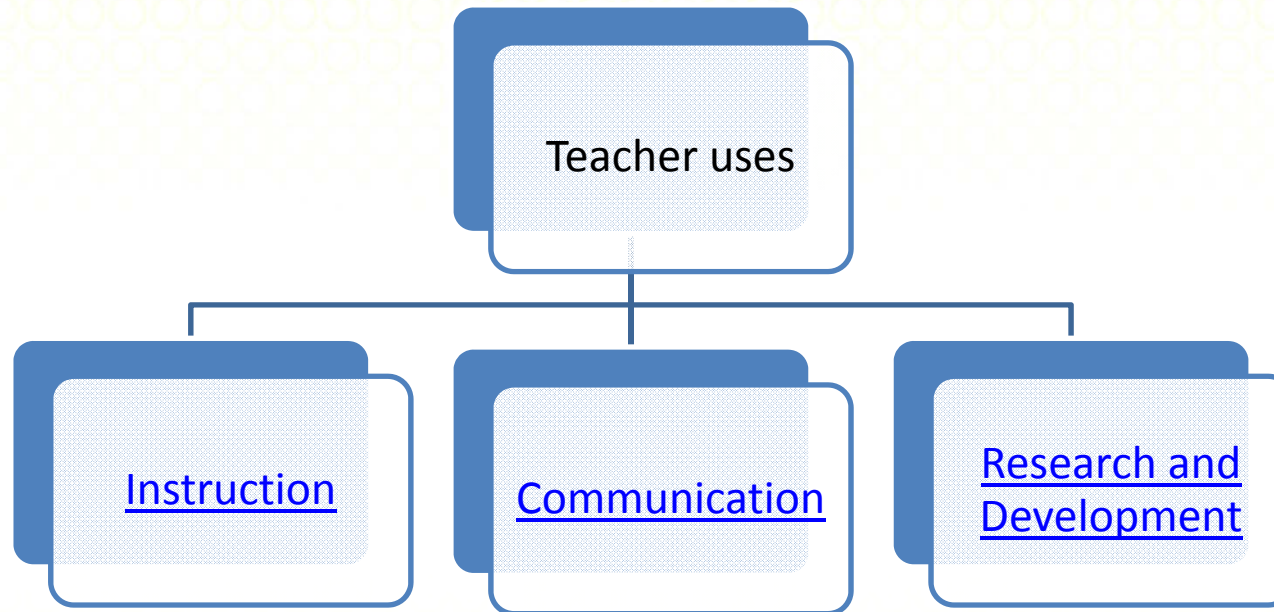 Teacher uses
Instruction
Communication
Research and
Development